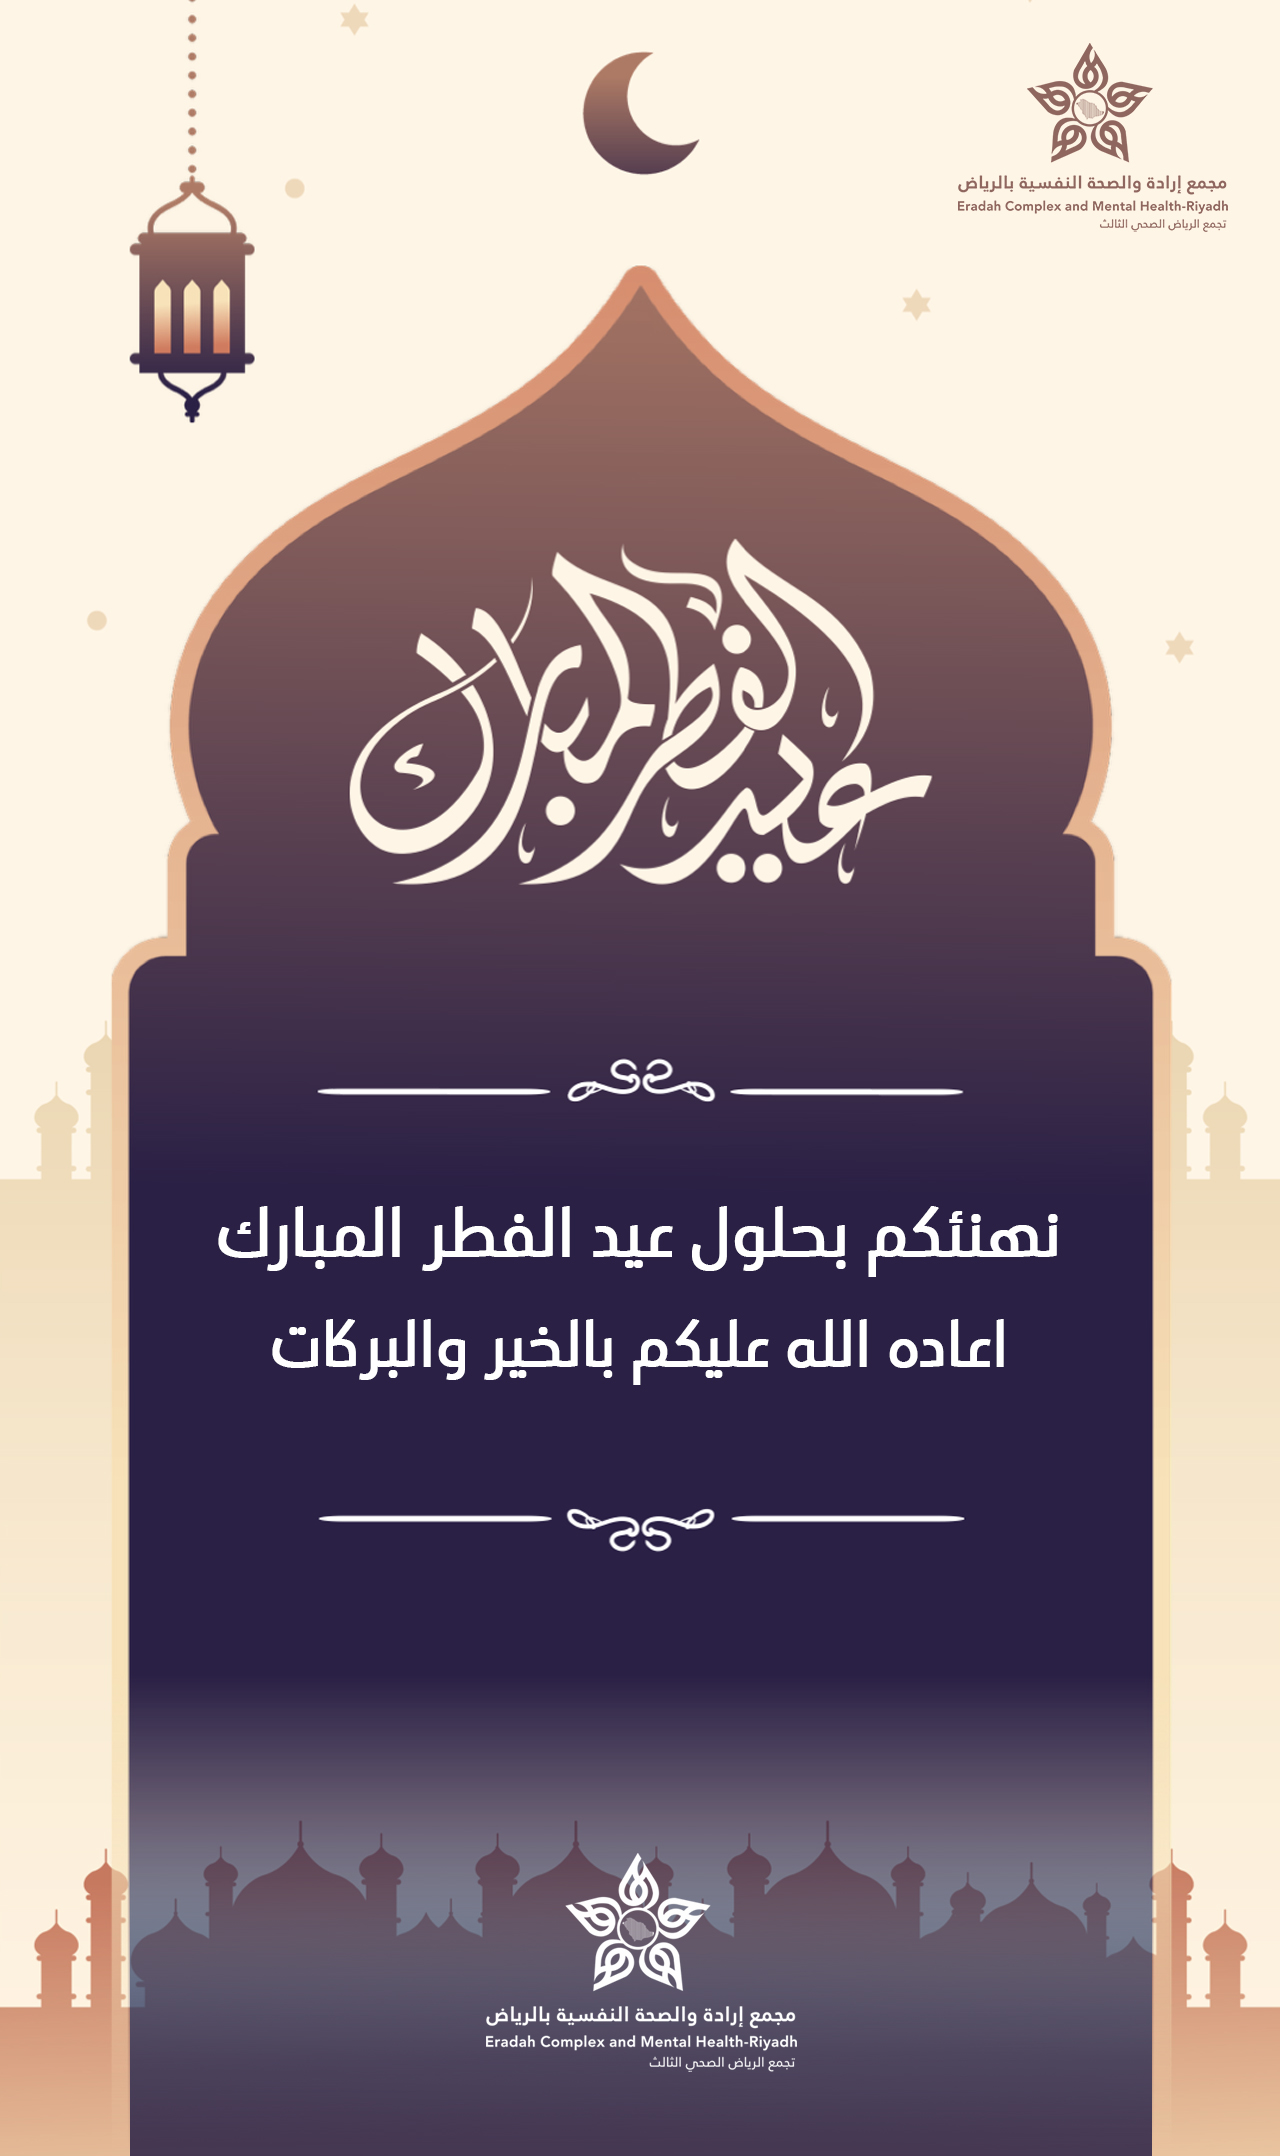 مجمع إرادة والصحة النفسية بالرياض
Eradah Complex and Mental Health-Riyadh
تجمع الرياض الصحي الثالث
عيد الفطر المبارك
نهنئكم بحلول عيد الفطر المبارك
اعاده الله عليكم بالخير والبركات
مجمع إرادة والصحة النفسية بالرياض
Eradah Complex and Mental Health-Riyadh
تجمع الرياض الصحي الثالث